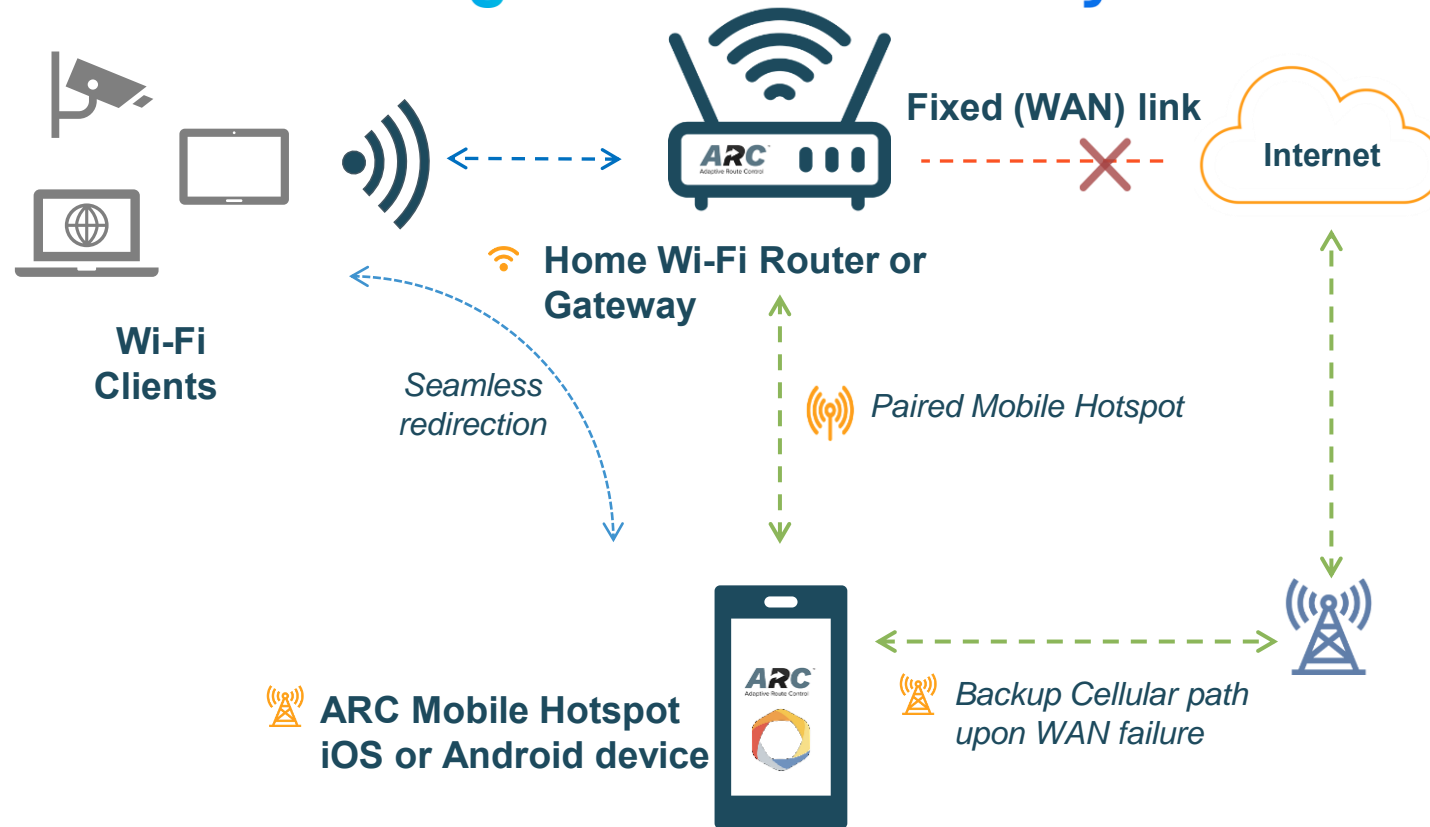 Fixed (WAN) link
Internet
ARC
Adaptive Route Control
Home Wi-Fi Router or
Gateway
Wi-Fi
Clients
Seamless
redirection
Paired Mobile Hotspot
ARC
Adaptive Route Control
ARC Mobile Hotspot
iOS or Android device
Backup Cellular path
upon WAN failure